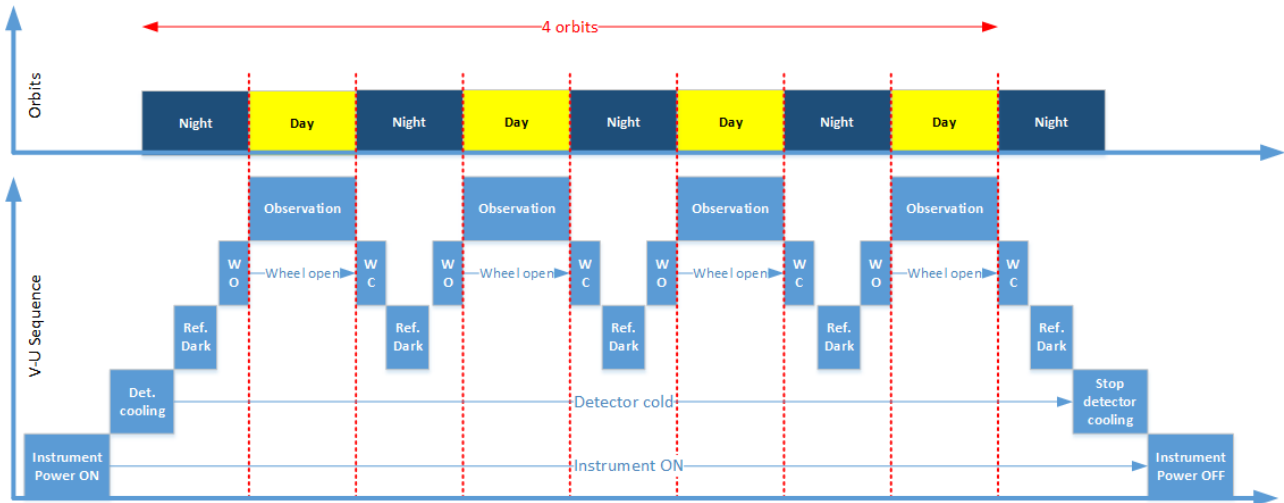 4 orbits
Orbits
Night
Day
Night
Day
Night
Day
Night
Day
Night
V-U Sequence
Observation
Observation
Observation
Observation
W
O
Wheel open
W
C
W
O
Wheel open
W
C
W
O
Wheel open
W
C
W
O
Wheel open
W
C
Ref.
Dark
Ref.
Dark
Ref.
Dark
Ref.
Dark
Ref.
Dark
Det.
cooling
Detector cold
Stop
detector
cooling
Instrument
Power ON
Instrument ON
Instrument
Power OFF